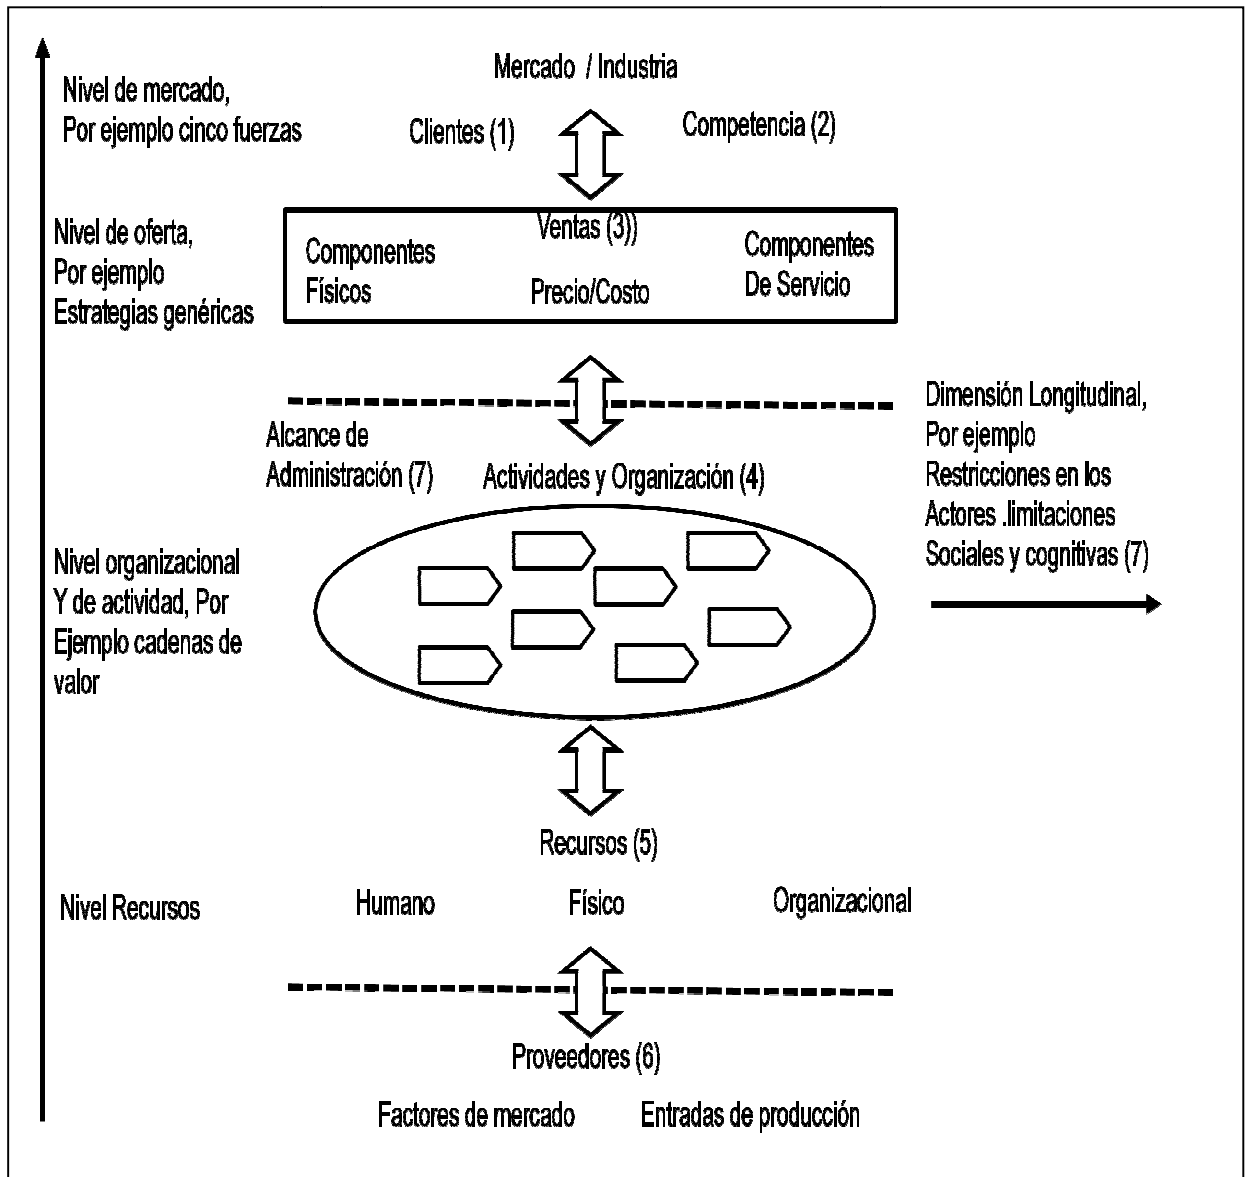 Mercado / Industria
Nivel de mercado,
Por ejemplo cinco fuerzas
Clientes (1)
Competencia (2)
Nivel de oferta,
Por ejemplo
Estrategias genéricas
Ventas (3))
Componentes
Físicos
Precio/Costo
Componentes
De Servicio
Dimensión Longitudinal,
Por ejemplo
Restricciones en los
Actores .limitaciones
Sociales y cognitivas (7)
Alcance de
Administración (7)
Actividades y Organización (4)
Nivel organizacional
Y de actividad, Por
Ejemplo cadenas de
valor
Recursos (5)
Nivel Recursos
Humano
Físico
Organizacional
Proveedores (6)
Factores de mercado
Entradas de producción